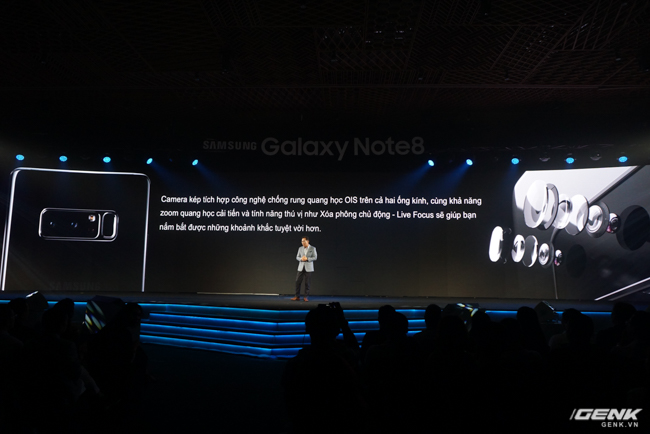 SAMSUNG Galaxy Note8
Camera kép tích hợp công nghệ chống rung quang học OIS trên cả hai ống kính, cùng khả năng
zoom quang học cải tiến và tính năng thú vị như Xóa phông chủ động - Live Focus sẽ giúp bạn
nắm bắt được những khoảnh khắc tuyệt vời hơn.
/GENK
GENK.VN